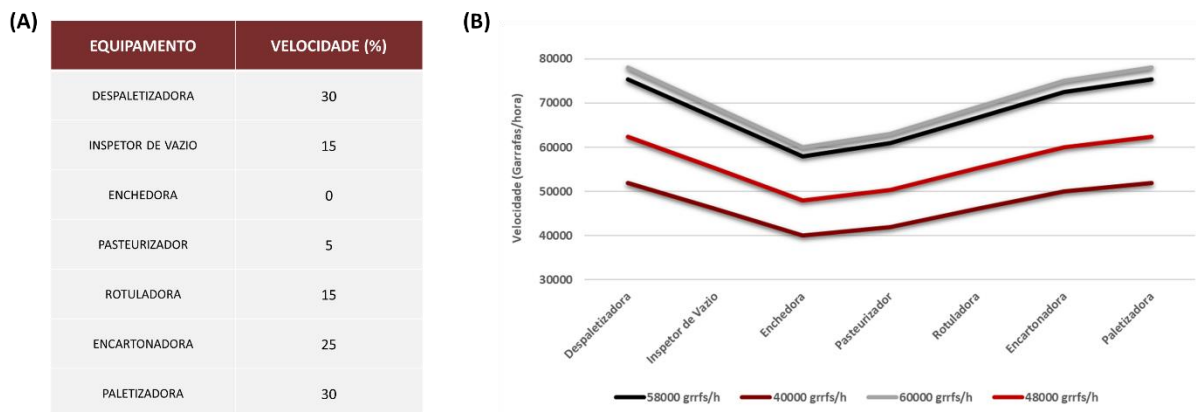 (A)
EQUIPAMENTO VELOCIDADE (%)
DESPALETIZADORA 30
INSPETOR DE VAZIO 15
ENCHEDORA 0
PASTEURIZADOR 5
ROTULADORA 15
ENCARTONADORA 25
PALETIZADORA 30
(B)
Velocidade (Garrafas/hora)
80000
70000
60000
50000
40000
30000
Despaletizadora
Inspetor de Vazio
Enchedora
Pasteurizador
Rotuladora
Encartonadora
Paletizadora
58000 grrfs/h 40000 grrfs/h 60000 grrfs/h 48000 grrfs/h